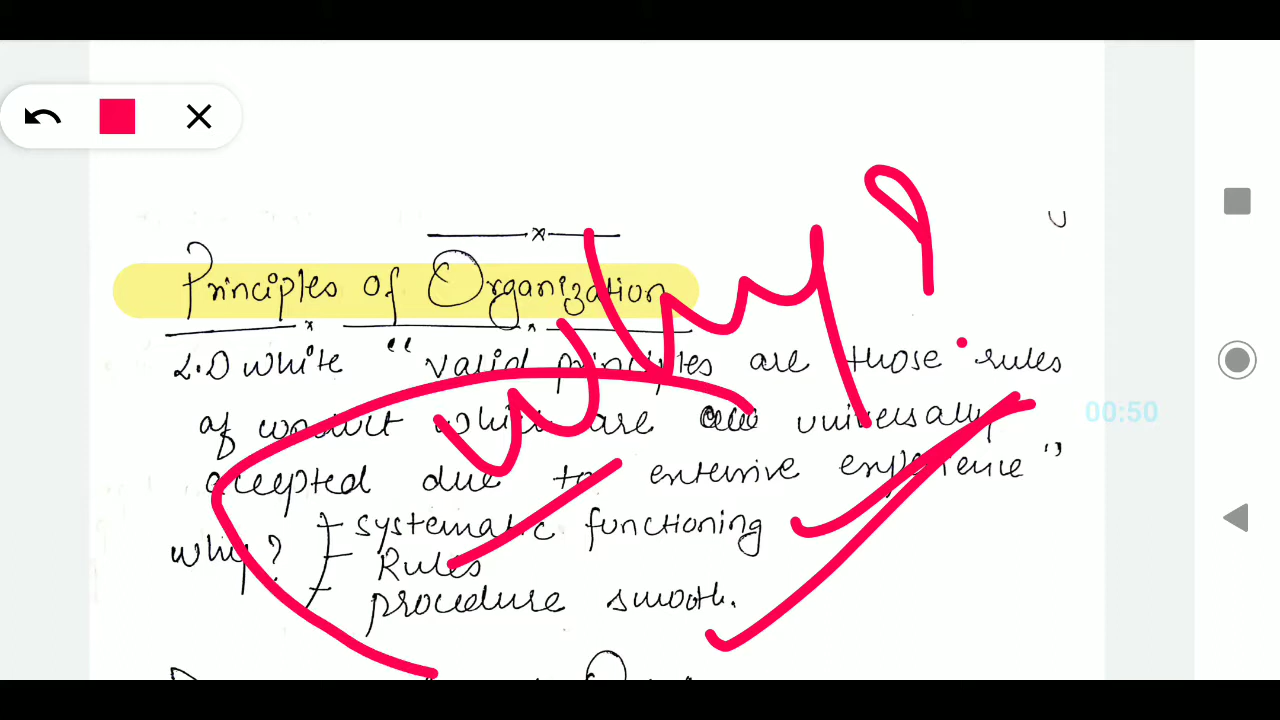 Principles of Organization
L.D white “ valid principles are those rules
of conduct which are universally
accepted due to extensive experience ”
why? systematic functioning
Rules
procedure smooth.
why?
00:50